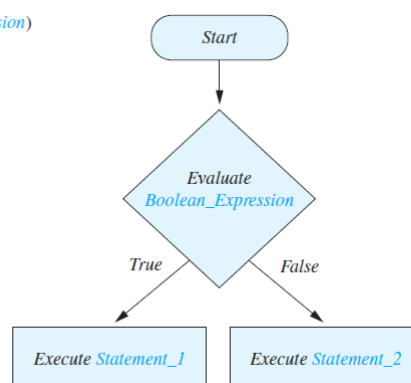 sion)
Start
Evaluate
Boolean_Expression
True
False
Execute Statement_1
Execute Statement_2